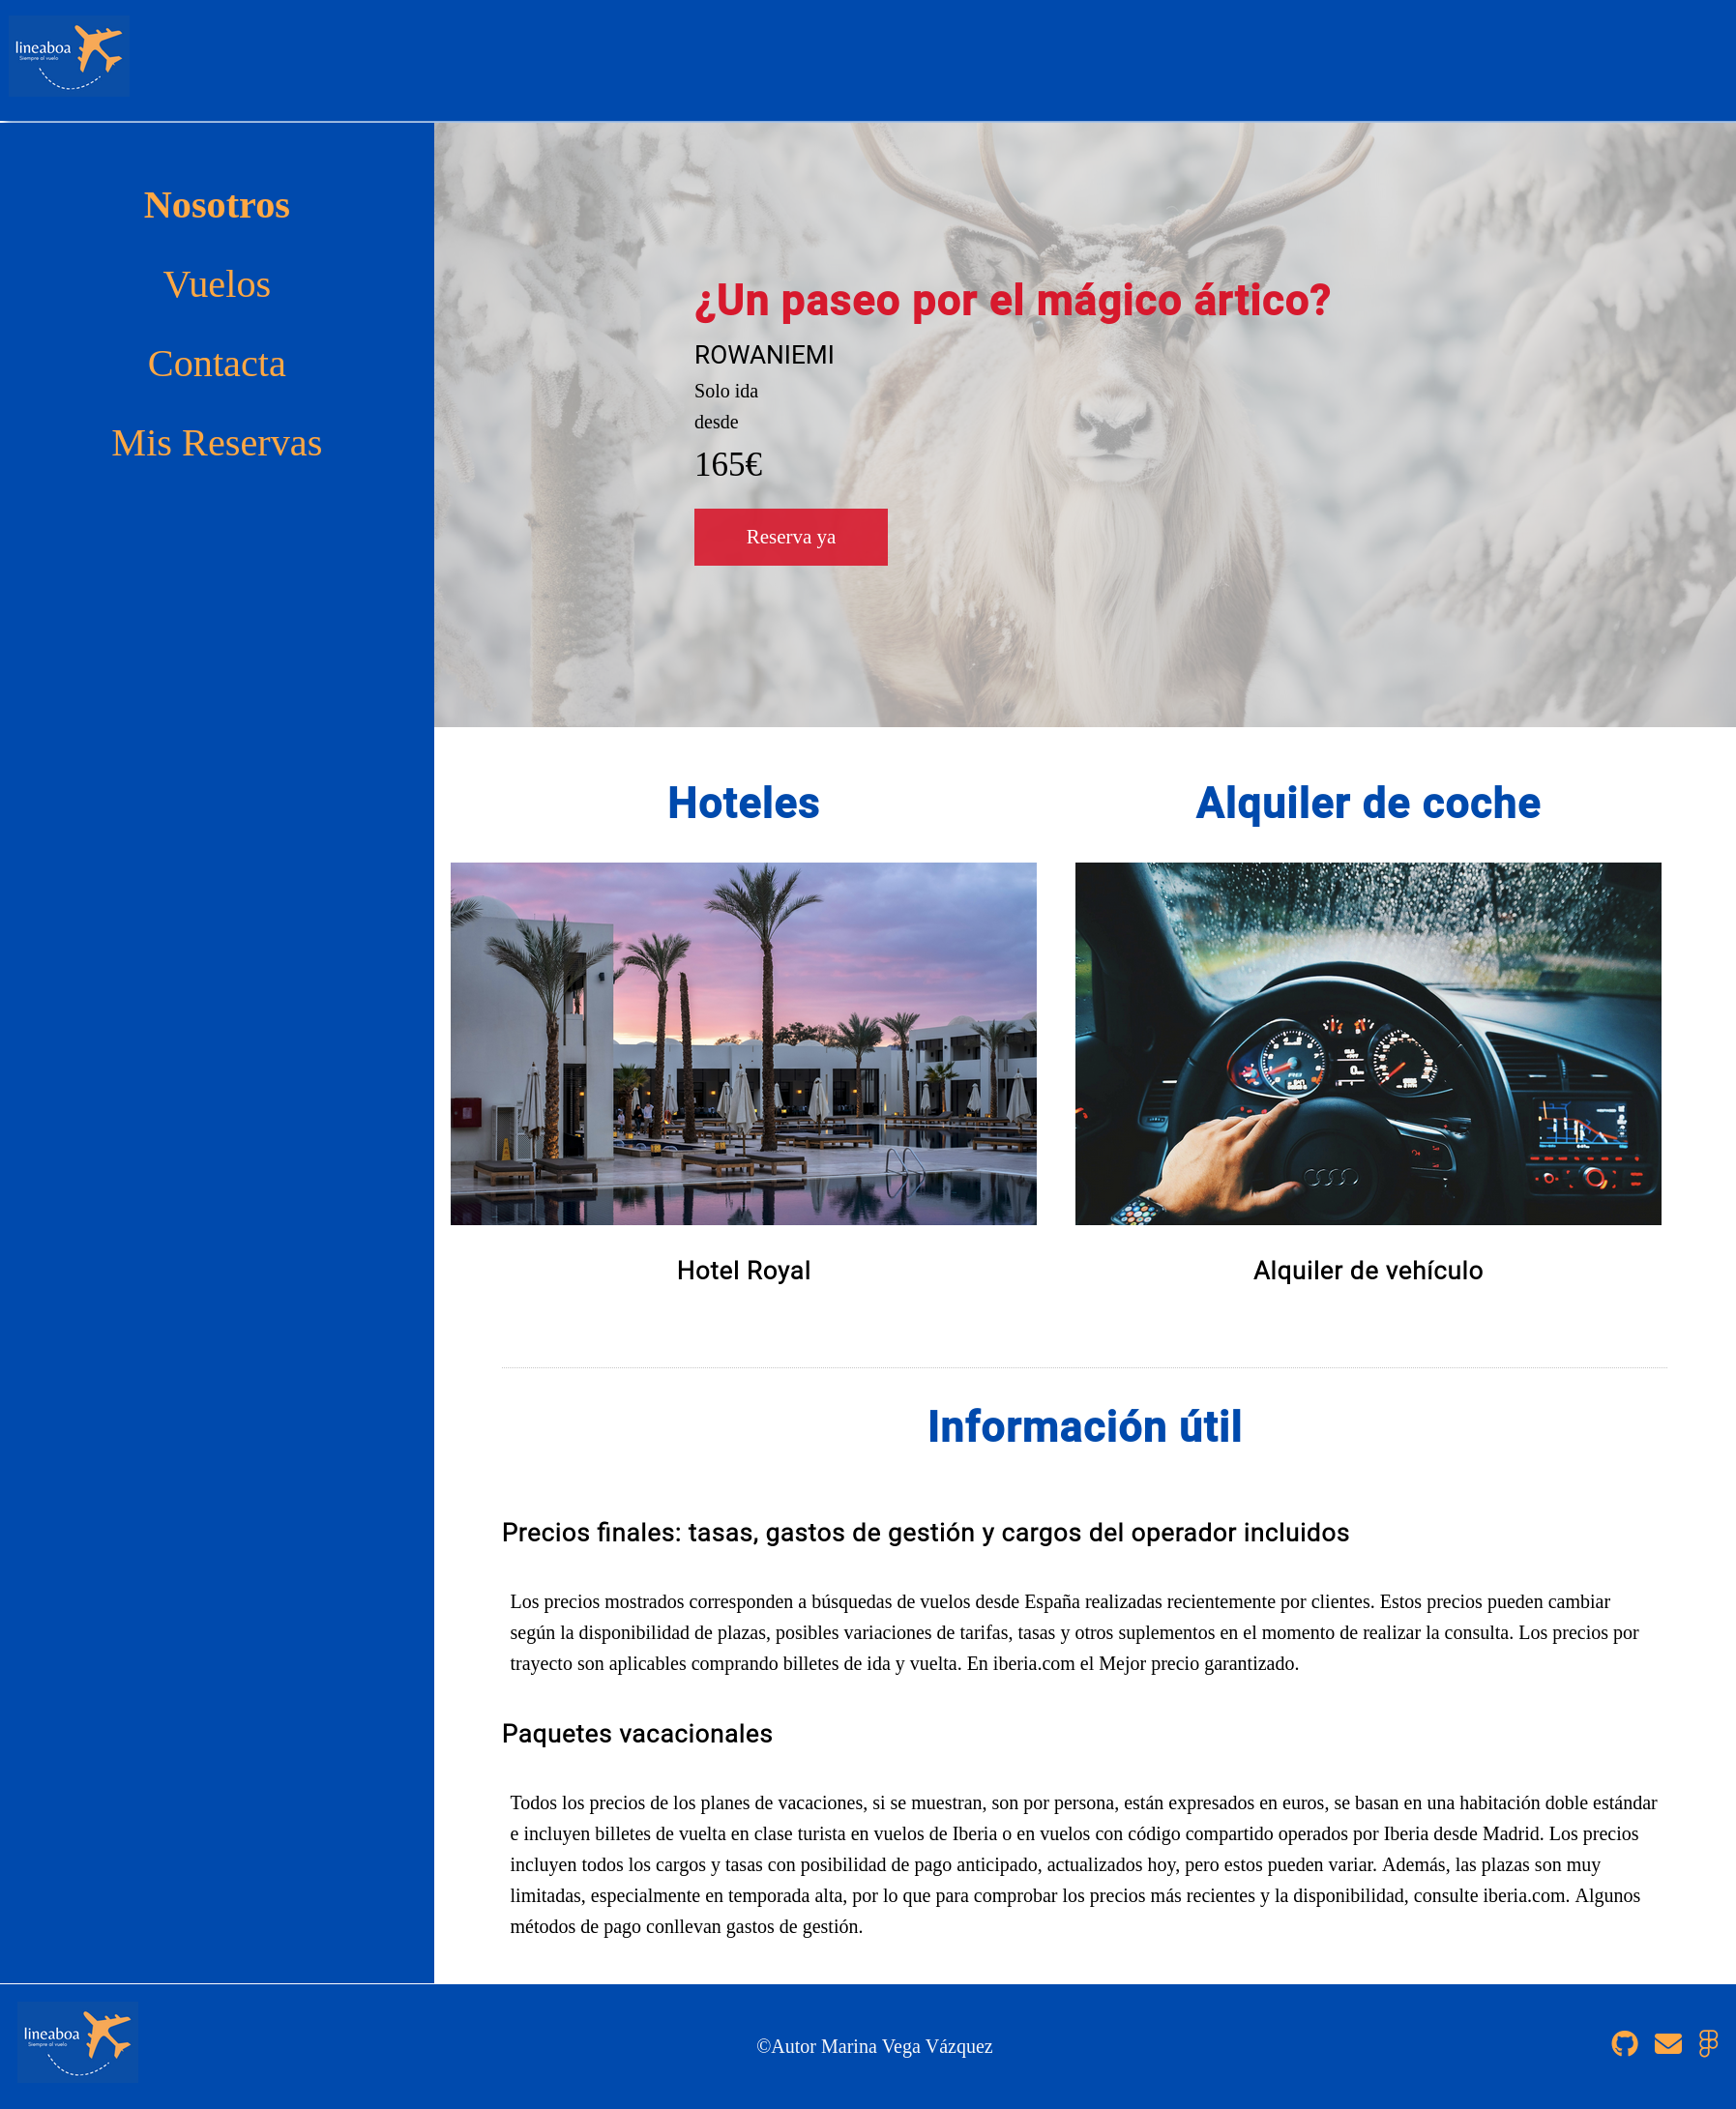 lineaboa
Siempre al vuelo
Nosotros
Vuelos
Contacta
Mis Reservas
¿Un paseo por el mágico ártico?
ROWANIEMI
Solo ida
desde
165€
Reserva ya
Hoteles
Alquiler de coche
Hotel Royal
Alquiler de vehículo
Información útil
Precios finales: tasas, gastos de gestión y cargos del operador incluidos
Los precios mostrados corresponden a búsquedas de vuelos desde España realizadas recientemente por clientes. Estos precios pueden cambiar
según la disponibilidad de plazas, posibles variaciones de tarifas, tasas y otros suplementos en el momento de realizar la consulta. Los precios por
trayecto son aplicables comprando billetes de ida y vuelta. En iberia.com el Mejor precio garantizado.
Paquetes vacacionales
Todos los precios de los planes de vacaciones, si se muestran, son por persona, están expresados en euros, se basan en una habitación doble estándar
e incluyen billetes de vuelta en clase turista en vuelos de Iberia o en vuelos con código compartido operados por Iberia desde Madrid. Los precios
incluyen todos los cargos y tasas con posibilidad de pago anticipado, actualizados hoy, pero estos pueden variar. Además, las plazas son muy
limitadas, especialmente en temporada alta, por lo que para comprobar los precios más recientes y la disponibilidad, consulte iberia.com. Algunos
métodos de pago conllevan gastos de gestión.
lineaboa
Siempre al vuelo
©Autor Marina Vega Vázquez